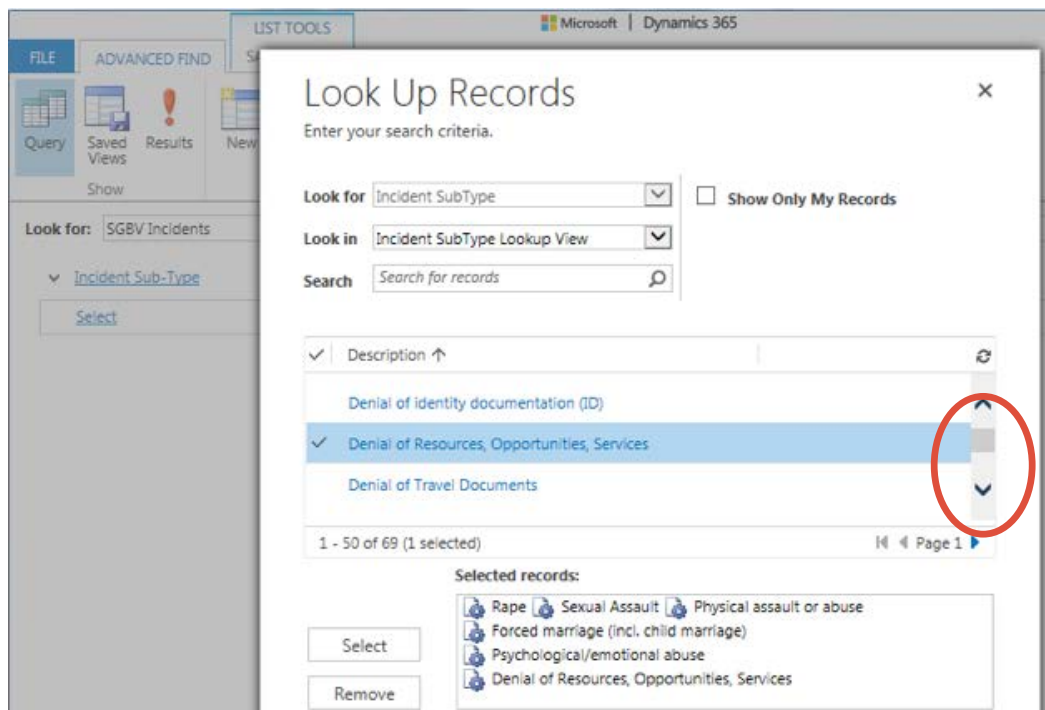 LIST TOOLS
Microsoft | Dynamics 365
FILE
ADVANCED FIND
Query
Saved Views
Results
New
Show
Look for: SGBV Incidents
Incident Sub-Type
Select
Look Up Records
Enter your search criteria.
Look for Incident SubType
Show Only My Records
Look in Incident SubType Lookup View
Search Search for records
Description
Denial of identity documentation (ID)
Denial of Resources, Opportunities, Services
Denial of Travel Documents
1 - 50 of 69 (1 selected)
Page 1
Selected records:
Rape Sexual Assault Physical assault or abuse
Forced marriage (incl. child marriage)
Psychological/emotional abuse
Denial of Resources, Opportunities, Services
Select
Remove